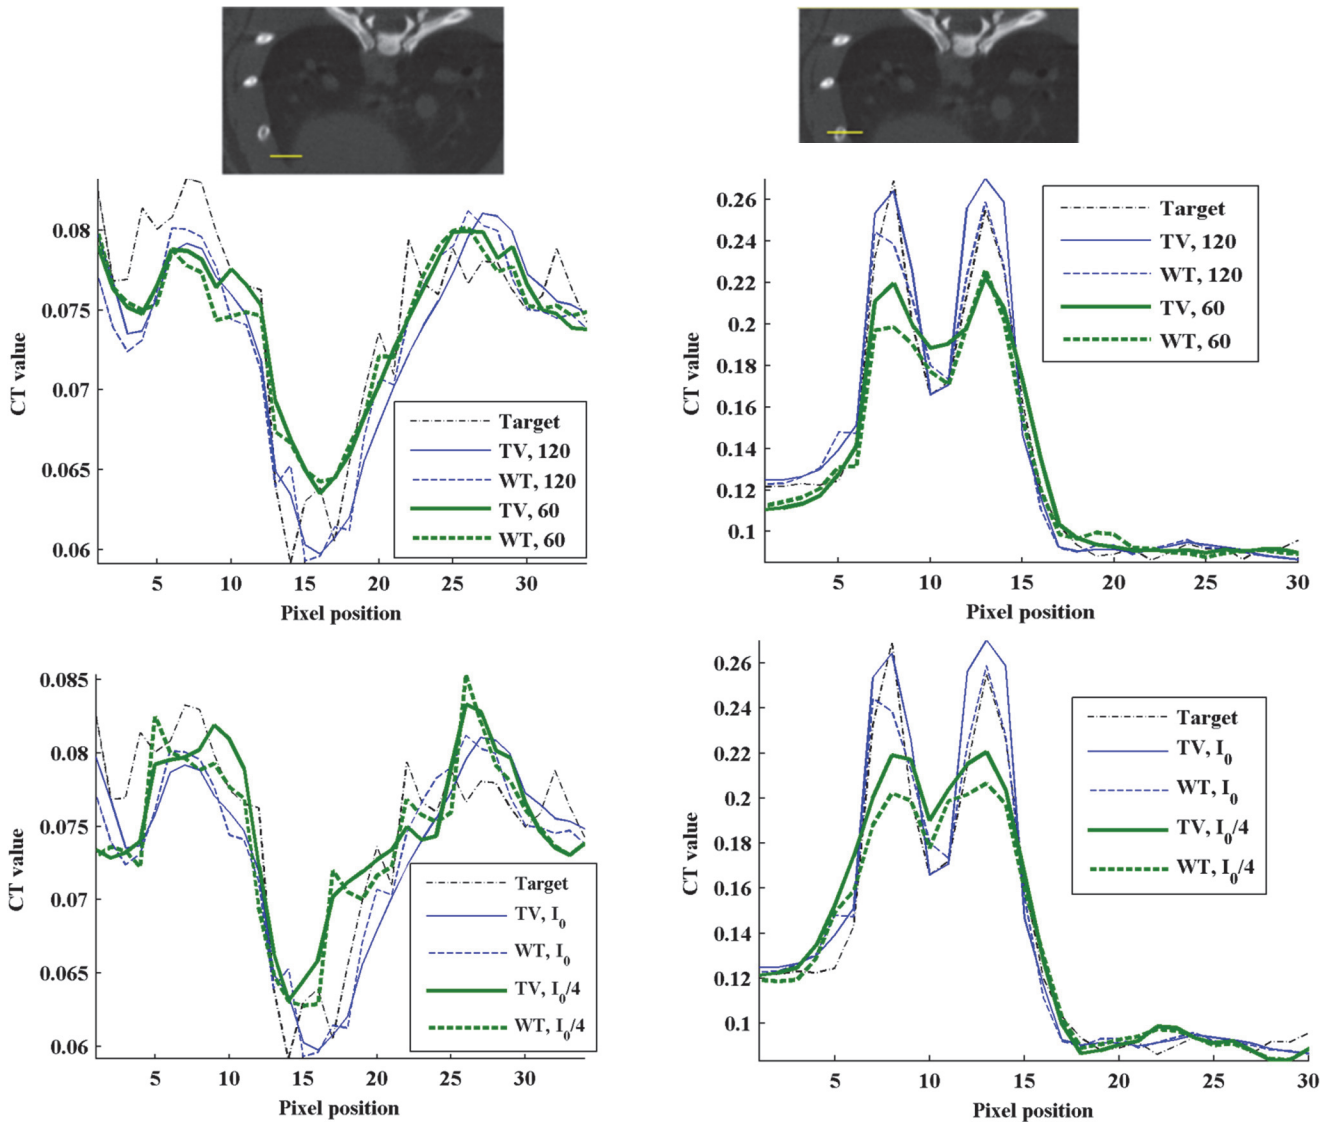 0.08
0.075
0.07
0.065
0.06
CT value
5
10
15
20
25
30
Pixel position
Target
TV, 120
WT, 120
TV, 60
WT, 60
0.26
0.24
0.22
0.2
0.18
0.16
0.14
0.12
0.1
CT value
5
10
15
20
25
30
Pixel position
Target
TV, 120
WT, 120
TV, 60
WT, 60
0.085
0.08
0.075
0.07
0.065
0.06
CT value
5
10
15
20
25
30
Pixel position
Target
TV, I₀
WT, I₀
TV, I₀/4
WT, I₀/4
0.26
0.24
0.22
0.2
0.18
0.16
0.14
0.12
0.1
CT value
5
10
15
20
25
30
Pixel position
Target
TV, I₀
WT, I₀
TV, I₀/4
WT, I₀/4